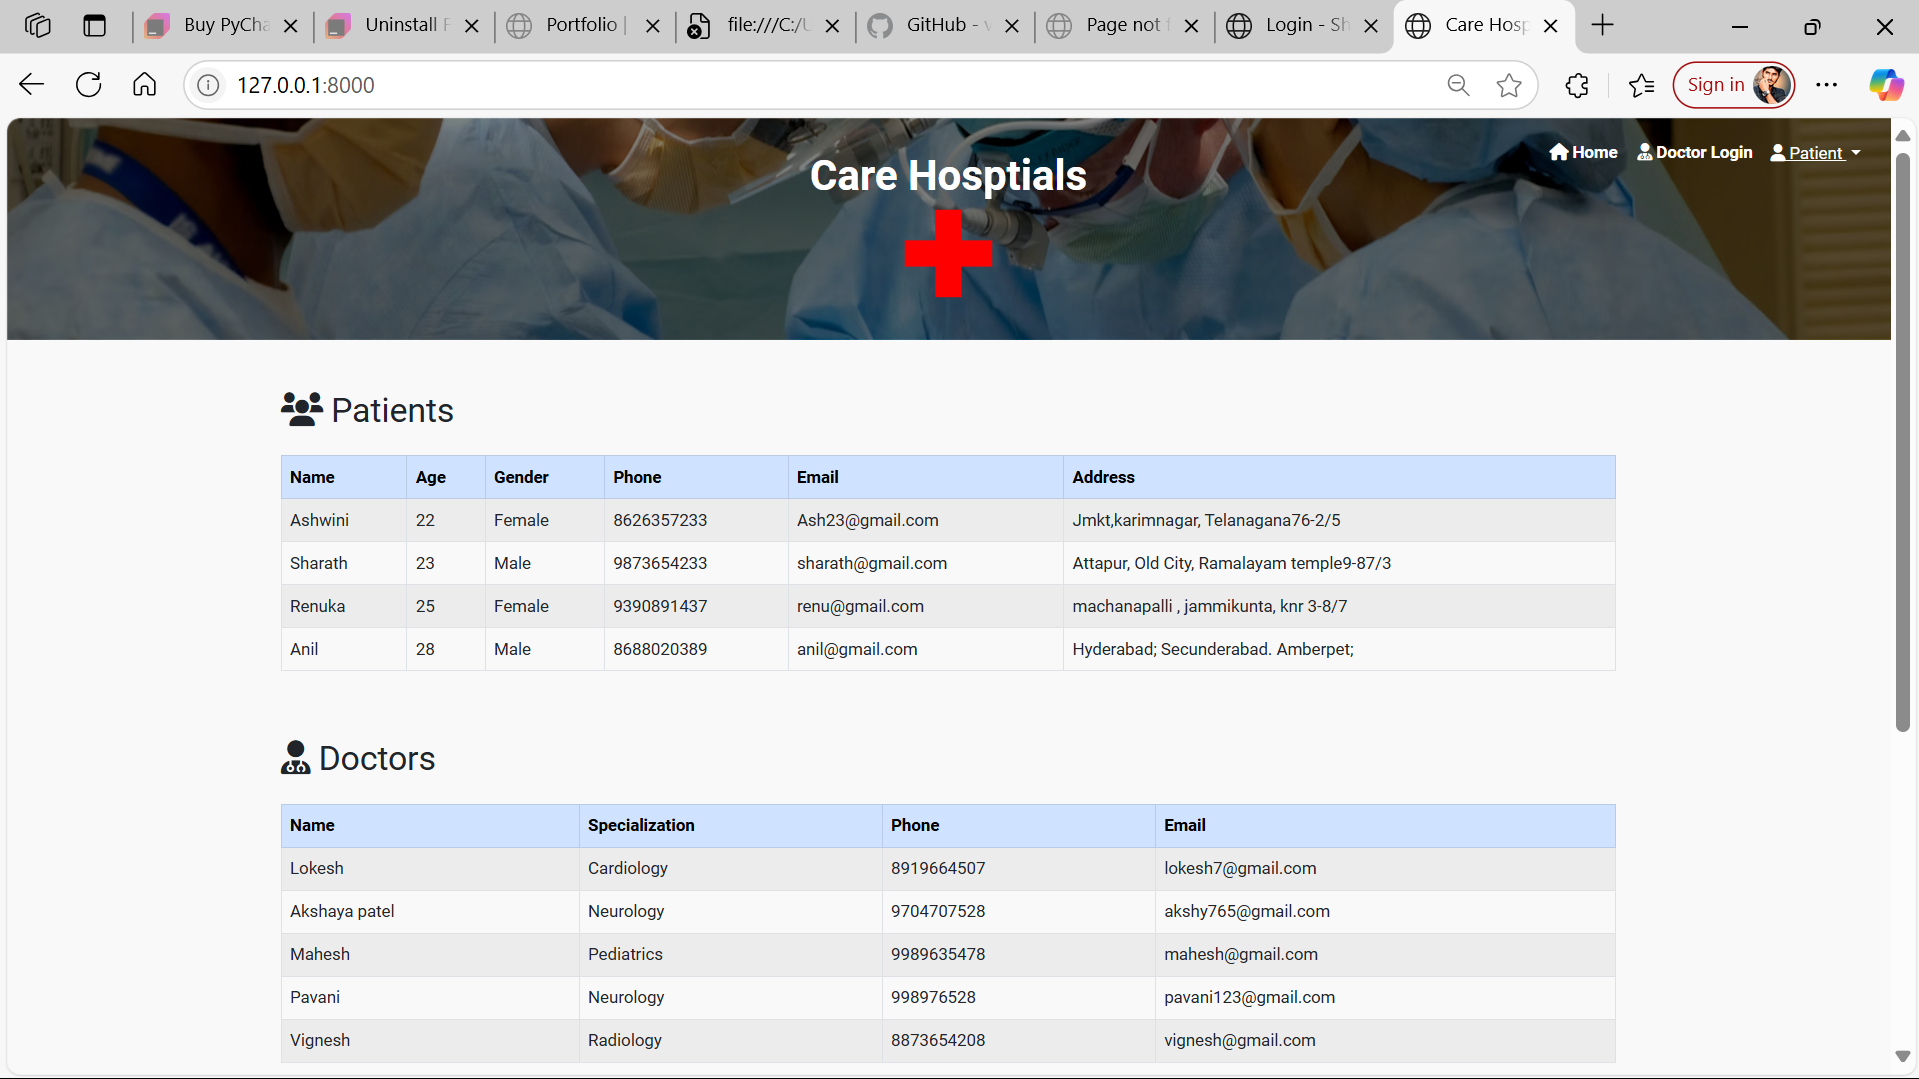 Buy PyCha
Uninstall
Portfolio |
file:///C:/U
GitHub - v
Page not f
Login - Sh
Care Hosp
127.0.0.1:8000
Sign in
Home Doctor Login Patient
Care Hosptials
Patients
Name Age Gender Phone Email Address
Ashwini 22 Female 8626357233 Ash23@gmail.com Jmkt,karimnagar, Telanagana76-2/5
Sharath 23 Male 9873654233 sharath@gmail.com Attapur, Old City, Ramalayam temple9-87/3
Renuka 25 Female 9390891437 renu@gmail.com machanapalli , jammikunta, knr 3-8/7
Anil 28 Male 8688020389 anil@gmail.com Hyderabad; Secunderabad. Amberpet;
Doctors
Name Specialization Phone Email
Lokesh Cardiology 8919664507 lokesh7@gmail.com
Akshaya patel Neurology 9704707528 akshy765@gmail.com
Mahesh Pediatrics 9989635478 mahesh@gmail.com
Pavani Neurology 998976528 pavani123@gmail.com
Vignesh Radiology 8873654208 vignesh@gmail.com